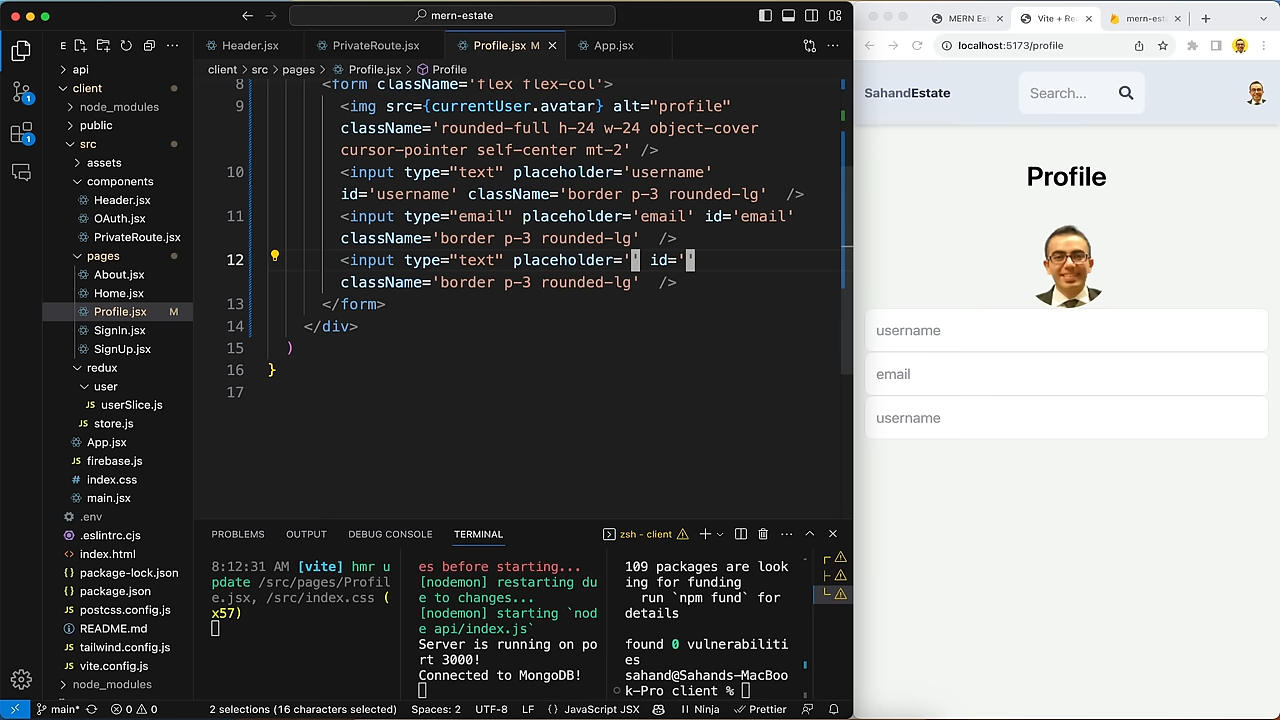 mern-estate
E
Header.jsx
PrivateRoute.jsx
Profile.jsx M
App.jsx
client > src > pages > Profile.jsx > Profile
api
client
node_modules
public
src
assets
components
Header.jsx
OAuth.jsx
PrivateRoute.jsx
pages
About.jsx
Home.jsx
Profile.jsx M
SignIn.jsx
SignUp.jsx
redux
user
JS userSlice.js
JS store.js
App.jsx
firebase.js
# index.css
main.jsx
.env
.eslintrc.cjs
index.html
package-lock.json
package.json
postcss.config.js
README.md
tailwind.config.js
vite.config.js
node_modules
1
1
8 <form className='flex flex-col'>
9 <img src={currentUser.avatar} alt="profile"
className='rounded-full h-24 w-24 object-cover
cursor-pointer self-center mt-2' />
10 <input type="text" placeholder='username'
id='username' className='border p-3 rounded-lg' />
11 <input type="email" placeholder='email' id='email'
className='border p-3 rounded-lg' />
12 <input type="text" placeholder='' id=''
className='border p-3 rounded-lg' />
13 </form>
14 </div>
15 )
16 }
17
PROBLEMS OUTPUT DEBUG CONSOLE TERMINAL
zsh - client
8:12:31 AM [vite] hmr u
pdate /src/pages/Profil
e.jsx, /src/index.css (
x57)
es before starting...
[nodemon] restarting du
e to changes...
[nodemon] starting `nod
e api/index.js`
Server is running on po
rt 3000!
Connected to MongoDB!
109 packages are look
ing for funding
run `npm fund` for
details
found 0 vulnerabiliti
es
sahand@Sahands-MacBoo
k-Pro client %
main* 0 0 2 selections (16 characters selected) Spaces: 2 UTF-8 LF {} JavaScript JSX Ninja Prettier
MERN Es
Vite + Re
mern-est
localhost:5173/profile
SahandEstate
Search...
Profile
username
email
username